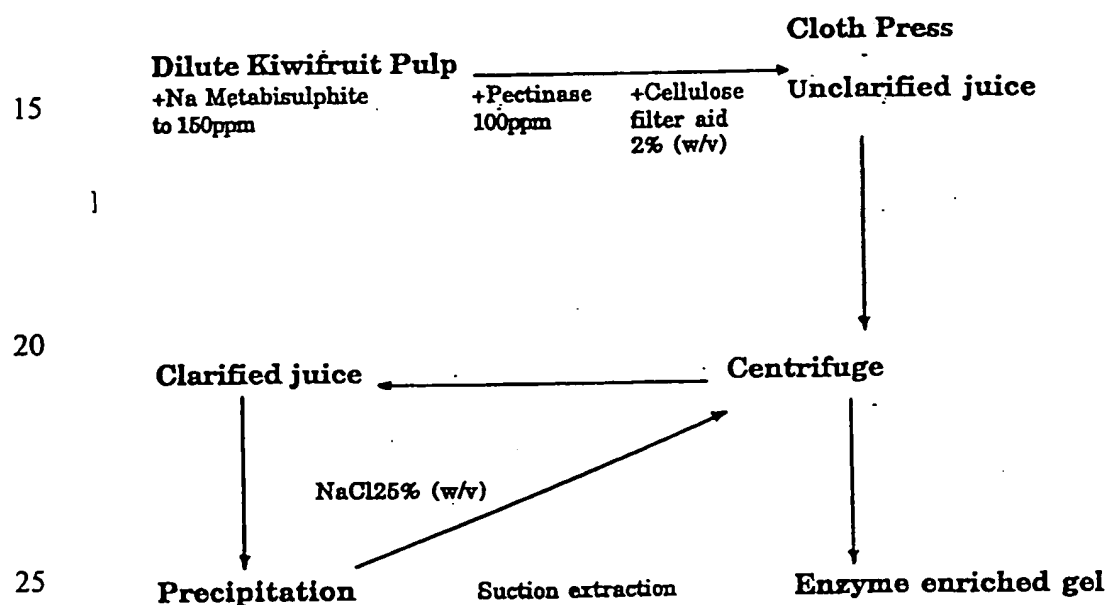 Cloth Press
Dilute Kiwifruit Pulp
Unclarified juice
15
+Na Metabisulphite
to 150ppm
+Pectinase
100ppm
+Cellulose
filter aid
2% (w/v)
]
20
Clarified juice
Centrifuge
NaCl25% (w/v)
25
Precipitation
Suction extraction
Enzyme enriched gel